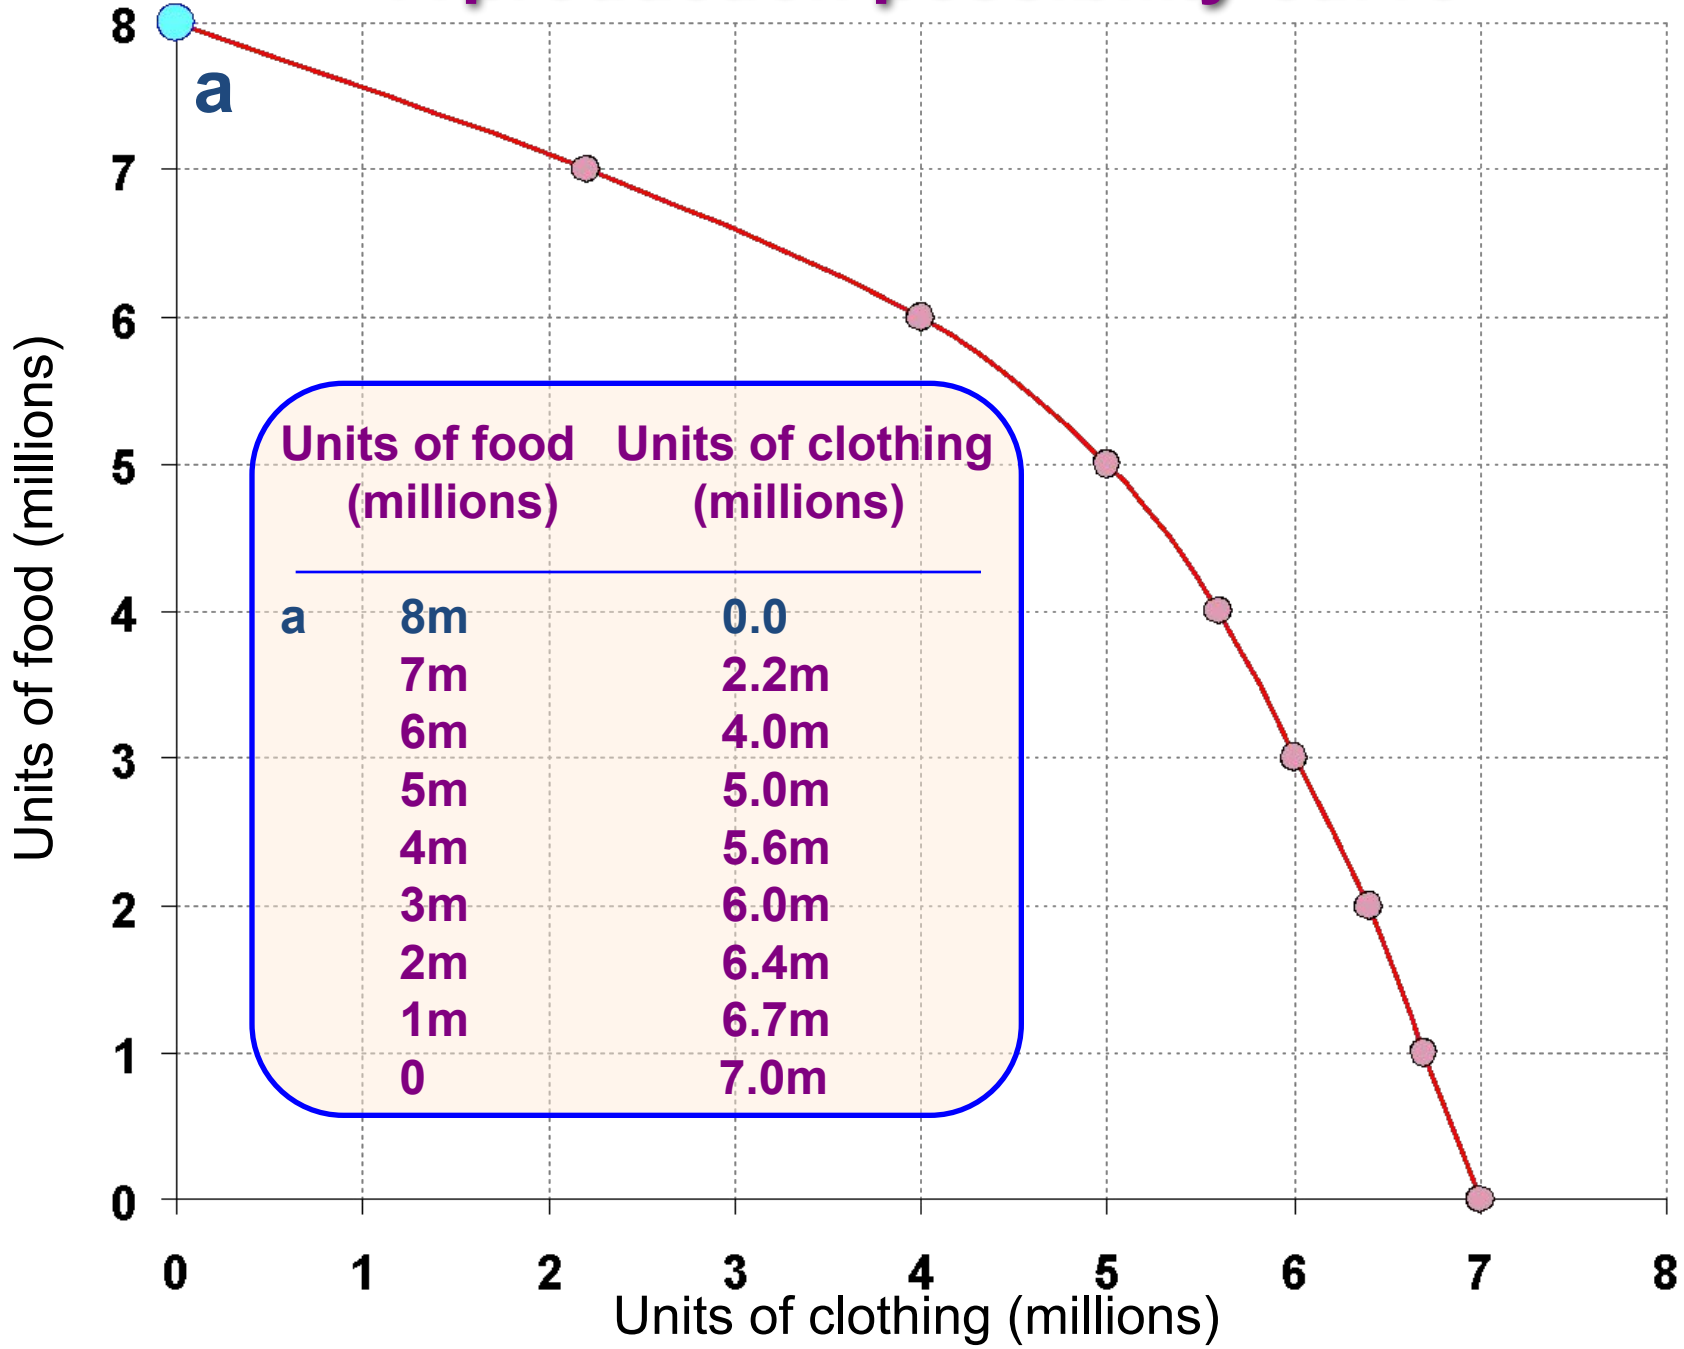 8
a
7
6
5
4
3
2
1
0
Units of food (millions)
Units of food Units of clothing
(millions) (millions)
a 8m 0.0
7m 2.2m
6m 4.0m
5m 5.0m
4m 5.6m
3m 6.0m
2m 6.4m
1m 6.7m
0 7.0m
0 1 2 3 4 5 6 7 8
Units of clothing (millions)